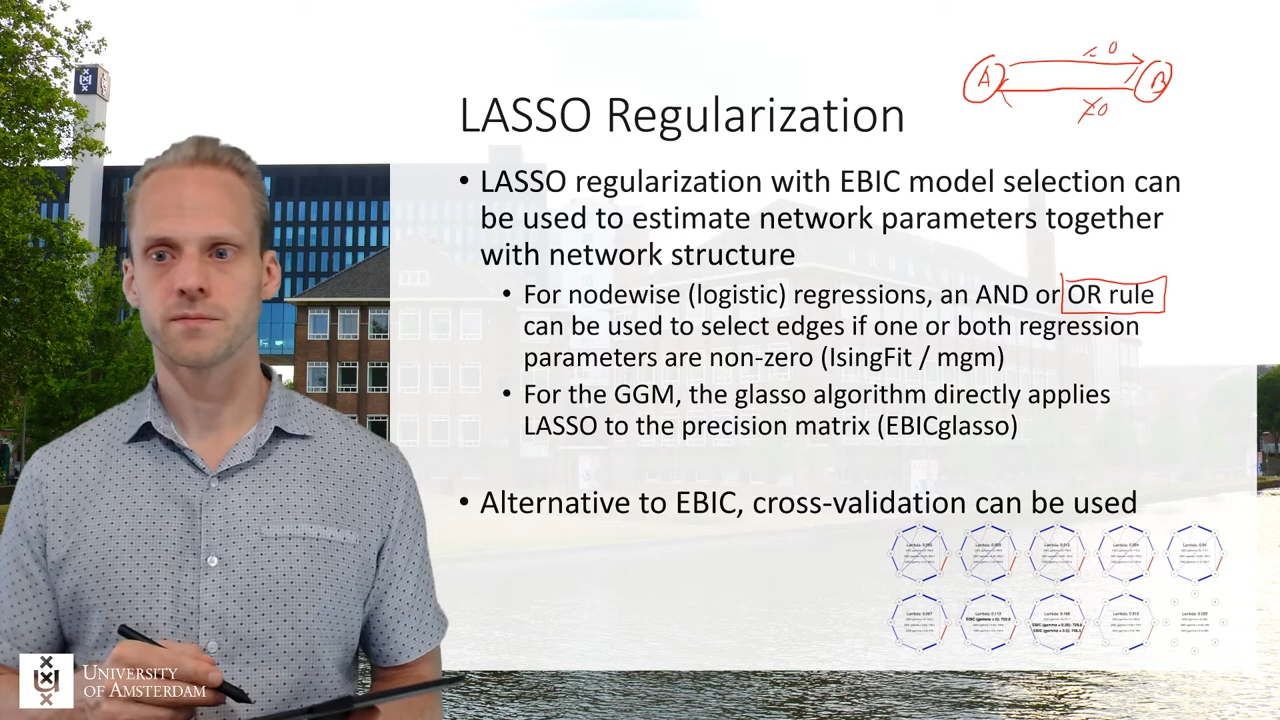 A
B
= 0
≠0
LASSO Regularization
• LASSO regularization with EBIC model selection can
be used to estimate network parameters together
with network structure
• For nodewise (logistic) regressions, an AND or OR rule
can be used to select edges if one or both regression
parameters are non-zero (IsingFit / mgm)
• For the GGM, the glasso algorithm directly applies
LASSO to the precision matrix (EBICglasso)
• Alternative to EBIC, cross-validation can be used
UNIVERSITY
OF AMSTERDAM